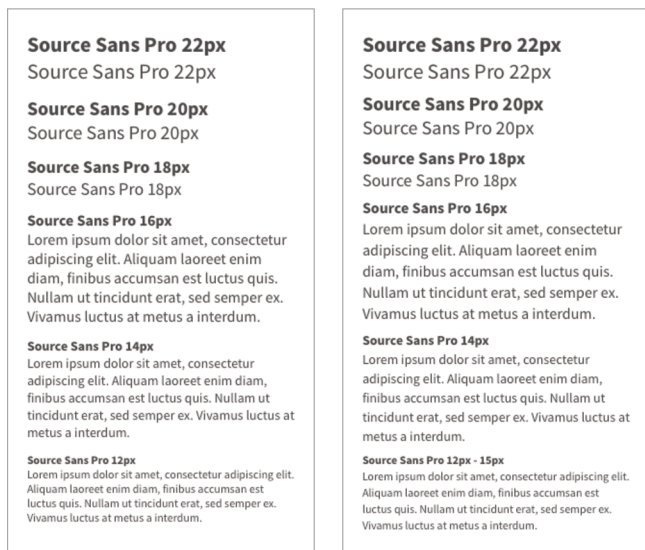 Source Sans Pro 22px
Source Sans Pro 22px
Source Sans Pro 20px
Source Sans Pro 20px
Source Sans Pro 18px
Source Sans Pro 18px
Source Sans Pro 16px
Lorem ipsum dolor sit amet, consectetur
adipiscing elit. Aliquam laoreet enim
diam, finibus accumsan est luctus quis.
Nullam ut tincidunt erat, sed semper ex.
Vivamus luctus at metus a interdum.
Source Sans Pro 14px
Lorem ipsum dolor sit amet, consectetur
adipiscing elit. Aliquam laoreet enim diam,
finibus accumsan est luctus quis. Nullam ut
tincidunt erat, sed semper ex. Vivamus luctus at
metus a interdum.
Source Sans Pro 12px
Lorem ipsum dolor sit amet, consectetur adipiscing elit.
Aliquam laoreet enim diam, finibus accumsan est
luctus quis. Nullam ut tincidunt erat, sed semper ex.
Vivamus luctus at metus a interdum.
Source Sans Pro 22px
Source Sans Pro 22px
Source Sans Pro 20px
Source Sans Pro 20px
Source Sans Pro 18px
Source Sans Pro 18px
Source Sans Pro 16px
Lorem ipsum dolor sit amet, consectetur
adipiscing elit. Aliquam laoreet enim
diam, finibus accumsan est luctus quis.
Nullam ut tincidunt erat, sed semper ex.
Vivamus luctus at metus a interdum.
Source Sans Pro 14px
Lorem ipsum dolor sit amet, consectetur
adipiscing elit. Aliquam laoreet enim diam,
finibus accumsan est luctus quis. Nullam ut
tincidunt erat, sed semper ex. Vivamus luctus at
metus a interdum.
Source Sans Pro 12px - 15px
Lorem ipsum dolor sit amet, consectetur adipiscing elit.
Aliquam laoreet enim diam, finibus accumsan est
luctus quis. Nullam ut tincidunt erat, sed semper ex.
Vivamus luctus at metus a interdum.